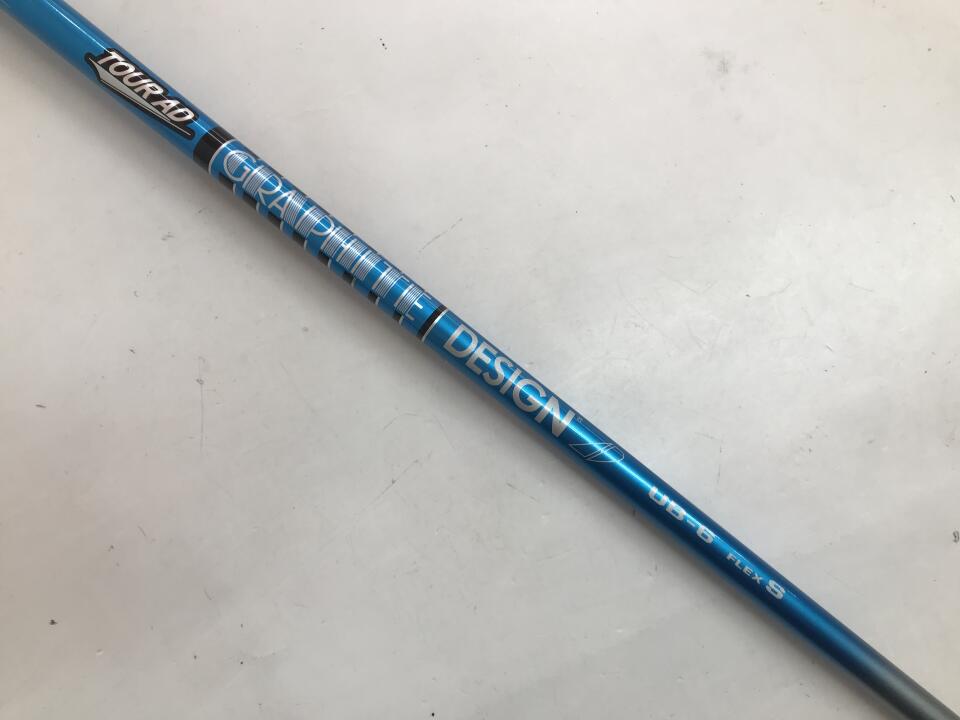 TOUR AD
GRAPHITE DESIGN
UB-6 FLEX S